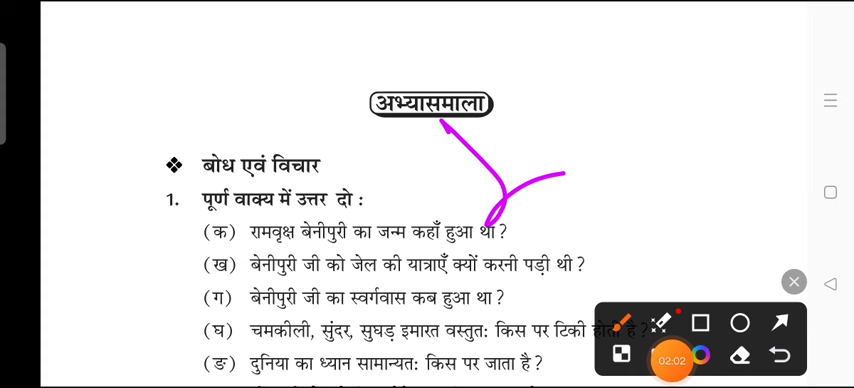 अभ्यासमाला
❖ बोध एवं विचार
1. पूर्ण वाक्य में उत्तर दो :
(क) रामवृक्ष बेनीपुरी का जन्म कहाँ हुआ था?
(ख) बेनीपुरी जी को जेल की यात्राएँ क्यों करनी पड़ी थी?
(ग) बेनीपुरी जी का स्वर्गवास कब हुआ था?
(घ) चमकीली, सुंदर, सुघड़ इमारत वस्तुत: किस पर टिकी होती है?
(ङ) दुनिया का ध्यान सामान्यत: किस पर जाता है?
02:02